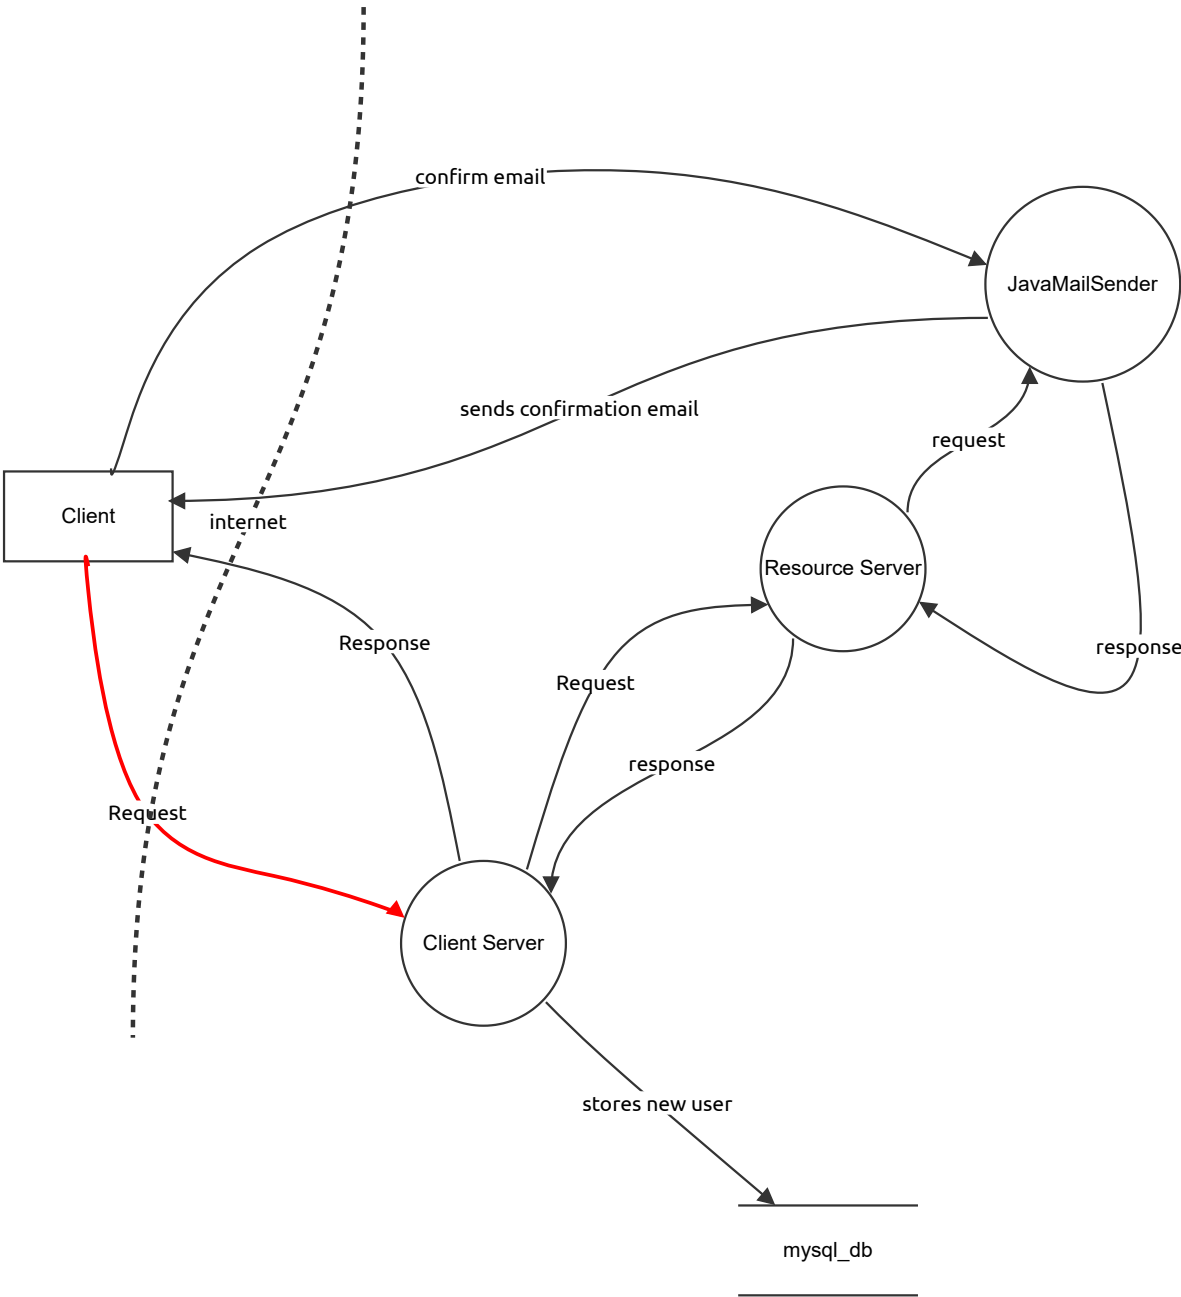 confirm email
JavaMailSender
sends confirmation email
request
Client
internet
Resource Server
Response
response
Request
response
Request
Client Server
stores new user
mysql_db